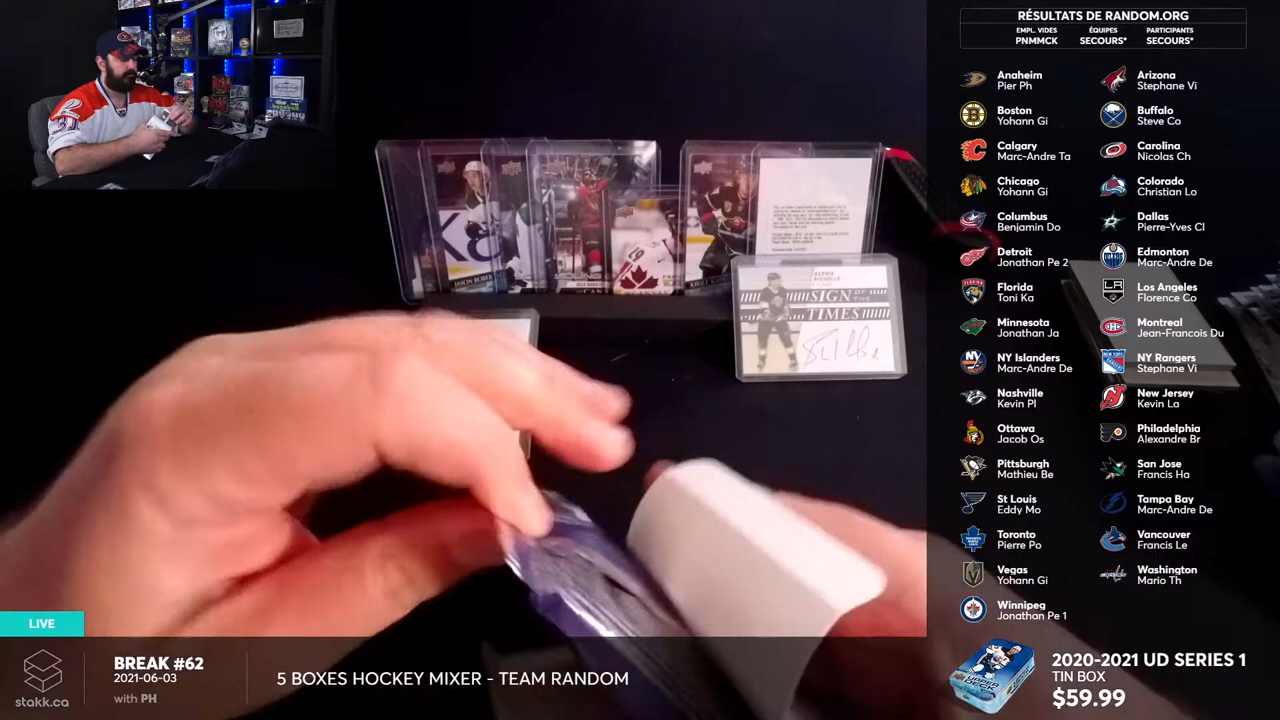 RÉSULTATS DE RANDOM.ORG
EMPL. VIDES
PNMMCK
ÉQUIPES
SECOURS*
PARTICIPANTS
SECOURS*
Anaheim
Pier Ph
Arizona
Stephane Vi
Boston
Yohann Gi
Buffalo
Steve Co
Calgary
Marc-Andre Ta
Carolina
Nicolas Ch
Chicago
Yohann Gi
Colorado
Christian Lo
Columbus
Benjamin Do
Dallas
Pierre-Yves Cl
Detroit
Jonathan Pe 2
Edmonton
Marc-Andre De
Florida
Toni Ka
Los Angeles
Florence Co
Minnesota
Jonathan Ja
Montreal
Jean-Francois Du
NY Islanders
Marc-Andre De
NY Rangers
Stephane Vi
Nashville
Kevin Pl
New Jersey
Kevin La
Ottawa
Jacob Os
Philadelphia
Alexandre Br
Pittsburgh
Mathieu Be
San Jose
Francis Ha
St Louis
Eddy Mo
Tampa Bay
Marc-Andre De
Toronto
Pierre Po
Vancouver
Francis Le
Vegas
Yohann Gi
Washington
Mario Th
Winnipeg
Jonathan Pe 1
SIGN OF THE
TIMES
LIVE
stakk.ca
BREAK #62
2021-06-03
with PH
5 BOXES HOCKEY MIXER - TEAM RANDOM
2020-2021 UD SERIES 1
TIN BOX
$59.99